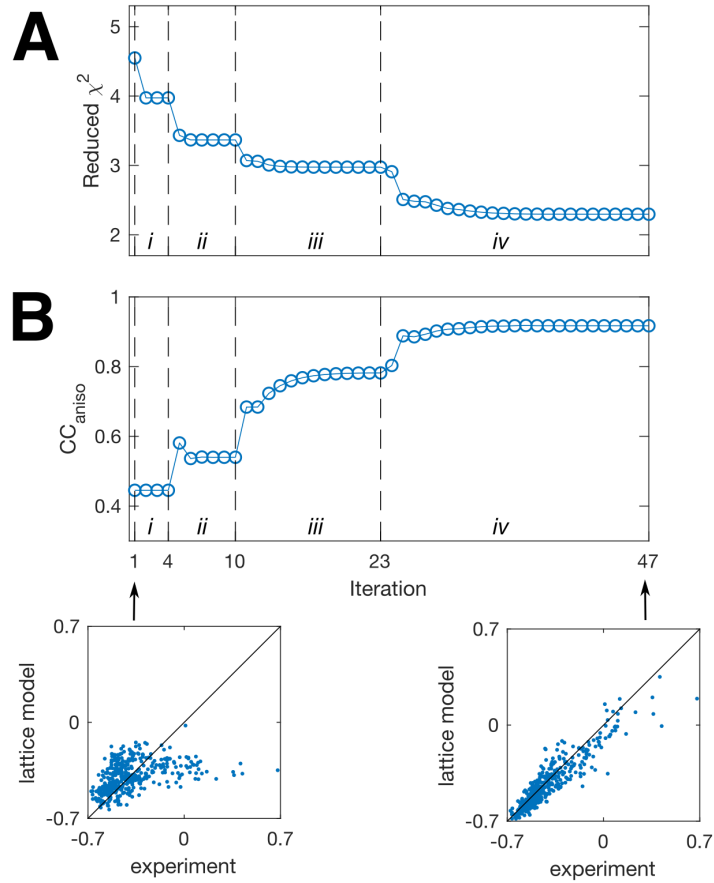 A
Reduced χ²
5
4
3
2
i ii iii iv
B
CC_aniso
1
0.8
0.6
0.4
i ii iii iv
1 4 10 23 47
Iteration
lattice model
0.7
0
-0.7
-0.7 0 0.7
experiment
lattice model
0.7
0
-0.7
-0.7 0 0.7
experiment